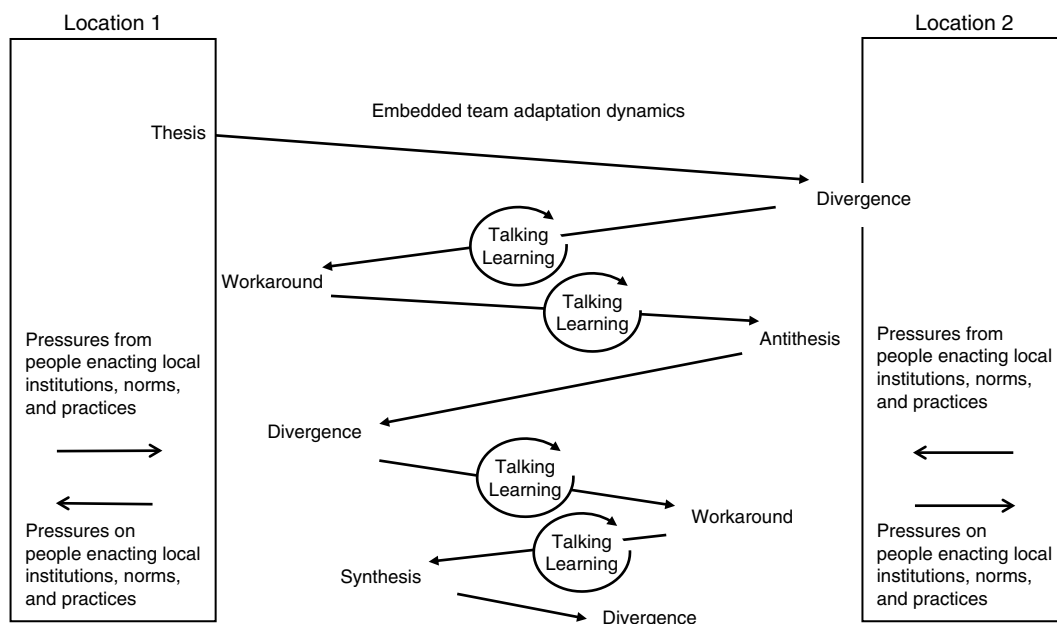 Location 1
Location 2
Embedded team adaptation dynamics
Thesis
Divergence
Talking
Learning
Workaround
Talking
Learning
Antithesis
Pressures from
people enacting local
institutions, norms,
and practices
Pressures from
people enacting local
institutions, norms,
and practices
Divergence
Talking
Learning
Workaround
Talking
Learning
Synthesis
Divergence
Pressures on
people enacting local
institutions, norms,
and practices
Pressures on
people enacting local
institutions, norms,
and practices